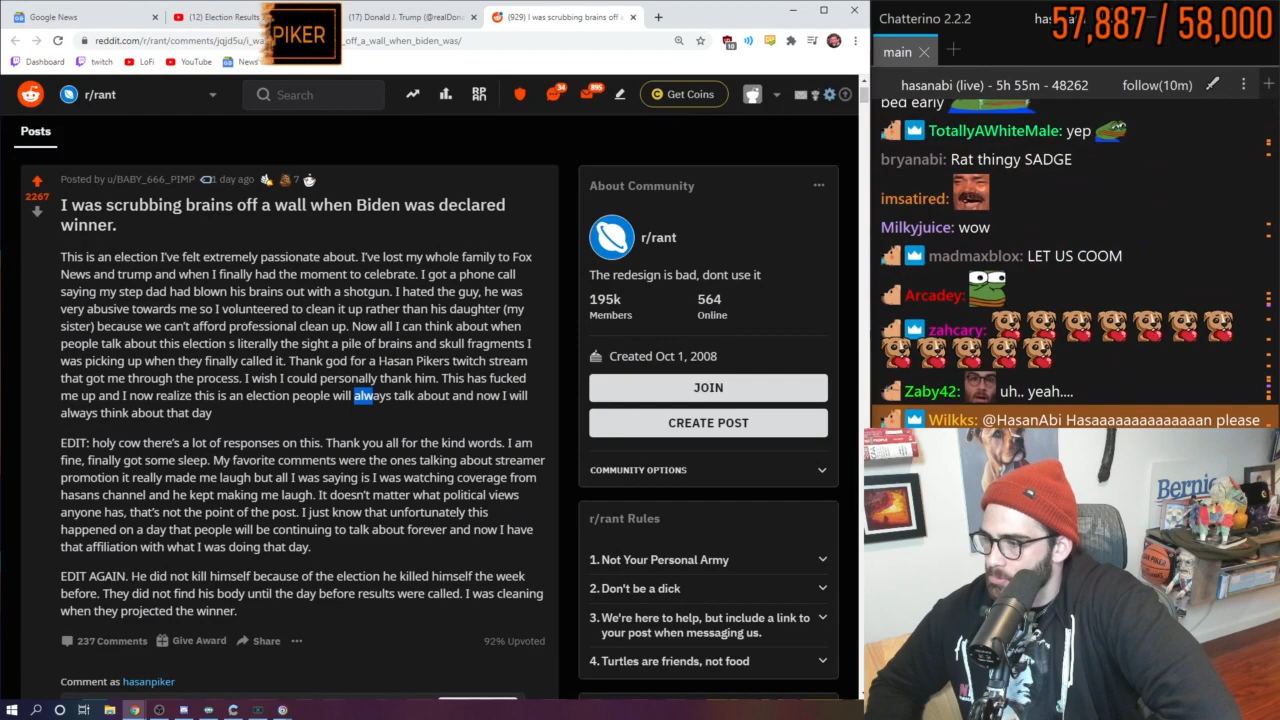 Google News
(12) Election Results
(17) Donald J. Trump (@realDona
(929) I was scrubbing brains off a
PIKER
reddit.com/r/rant/comments/jqjd5u/i_wa
off_a_wall_when_biden_was/
Dashboard
twitch
LoFi
YouTube
News
r/rant
Search
34
895
Get Coins
Posts
2267
Posted by u/BABY_666_PIMP
1 day ago
7
I was scrubbing brains off a wall when Biden was declared
winner.
This is an election I've felt extremely passionate about. I've lost my whole family to Fox
News and trump and when I finally had the moment to celebrate. I got a phone call
saying my step dad had blown his brains out with a shotgun. I hated the guy, he was
very abusive towards me so I volunteered to clean it up rather than his daughter (my
sister) because we can't afford professional clean up. Now all I can think about when
people talk about this election s literally the sight a pile of brains and skull fragments I
was picking up when they finally called it. Thank god for a Hasan Pikers twitch stream
that got me through the process. I wish I could personally thank him. This has fucked
me up and I now realize this is an election people will always talk about and now I will
always think about that day
EDIT: holy cow there's a lot of responses on this. Thank you all for the kind words. I am
fine, finally got some sleep. My favorite comments were the ones talking about streamer
promotion it really made me laugh but all I was saying is I was watching coverage from
hasans channel and he kept making me laugh. It doesn't matter what political views
anyone has, that's not the point of the post. I just know that unfortunately this
happened on a day that people will be continuing to talk about forever and now I have
that affiliation with what I was doing that day.
EDIT AGAIN. He did not kill himself because of the election he killed himself the week
before. They did not find his body until the day before results were called. I was cleaning
when they projected the winner.
237 Comments
Give Award
Share
92% Upvoted
Comment as hasanpiker
About Community
r/rant
The redesign is bad, dont use it
195k
564
Members
Online
Created Oct 1, 2008
JOIN
CREATE POST
COMMUNITY OPTIONS
r/rant Rules
1. Not Your Personal Army
2. Don't be a dick
3. We're here to help, but include a link to
your post when messaging us.
4. Turtles are friends, not food
Chatterino 2.2.2
has
57,887 / 58,000
main
hasanabi (live) - 5h 55m - 48262
follow(10m)
bed early
TotallyAWhiteMale: yep
bryanabi: Rat thingy SADGE
imsatired:
Milkyjuice: wow
madmaxblox: LET US COOM
Arcadey:
zahcary:
Zaby42: uh.. yeah....
Wilkks: @HasanAbi Hasaaaaaaaaaaaaaan please
Bernie